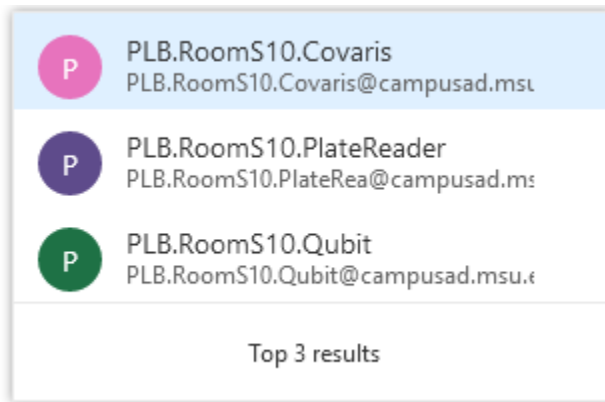 P
PLB.RoomS10.Covaris
PLB.RoomS10.Covaris@campusad.msu
P
PLB.RoomS10.PlateReader
PLB.RoomS10.PlateRea@campusad.ms
P
PLB.RoomS10.Qubit
PLB.RoomS10.Qubit@campusad.msu.e
Top 3 results